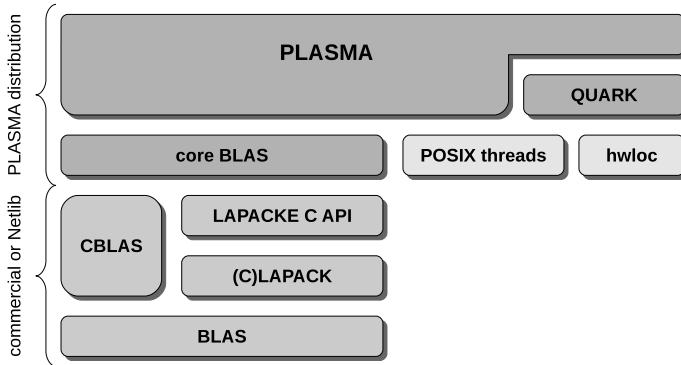 PLASMA distribution
PLASMA
QUARK
core BLAS
POSIX threads
hwloc
commercial or Netlib
CBLAS
LAPACKE C API
(C)LAPACK
BLAS